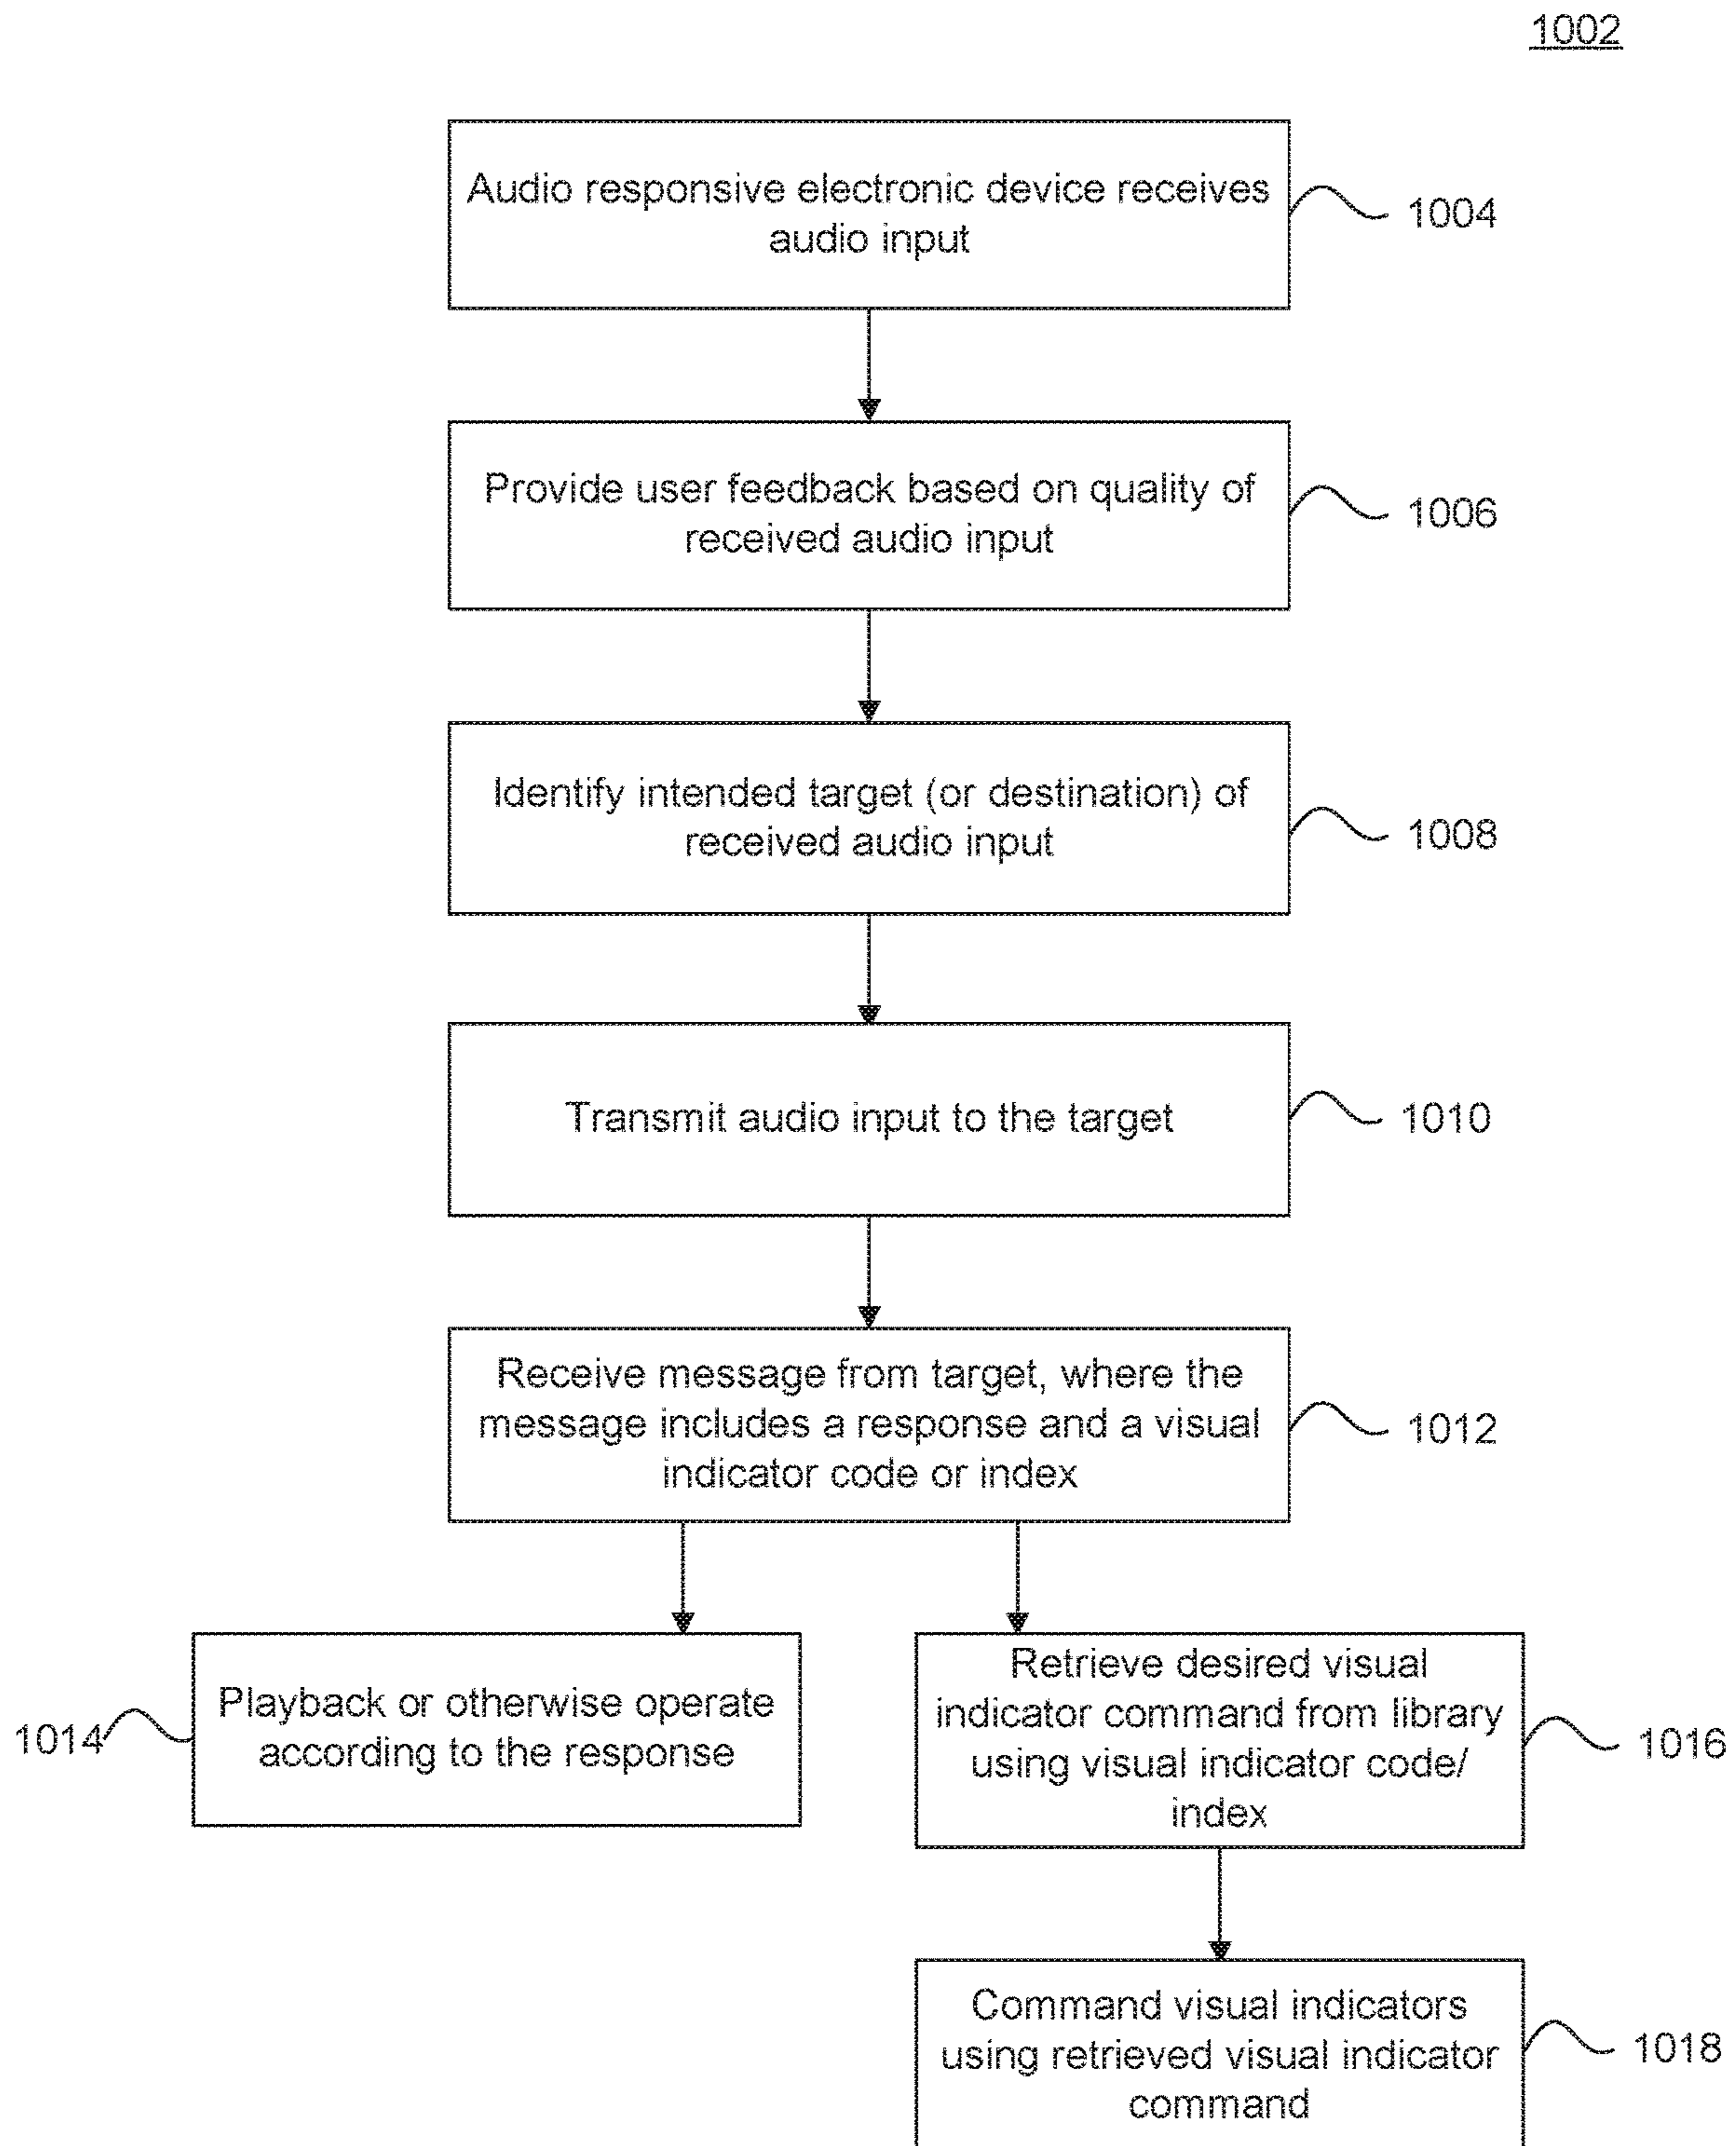 1002
Audio responsive electronic device receives
audio input
1004
Provide user feedback based on quality of
received audio input
1006
Identify intended target (or destination) of
received audio input
1008
Transmit audio input to the target
1010
Receive message from target, where the
message includes a response and a visual
indicator code or index
1012
Playback or otherwise operate
according to the response
1014
Retrieve desired visual
indicator command from library
using visual indicator code/
index
1016
Command visual indicators
using retrieved visual indicator
command
1018